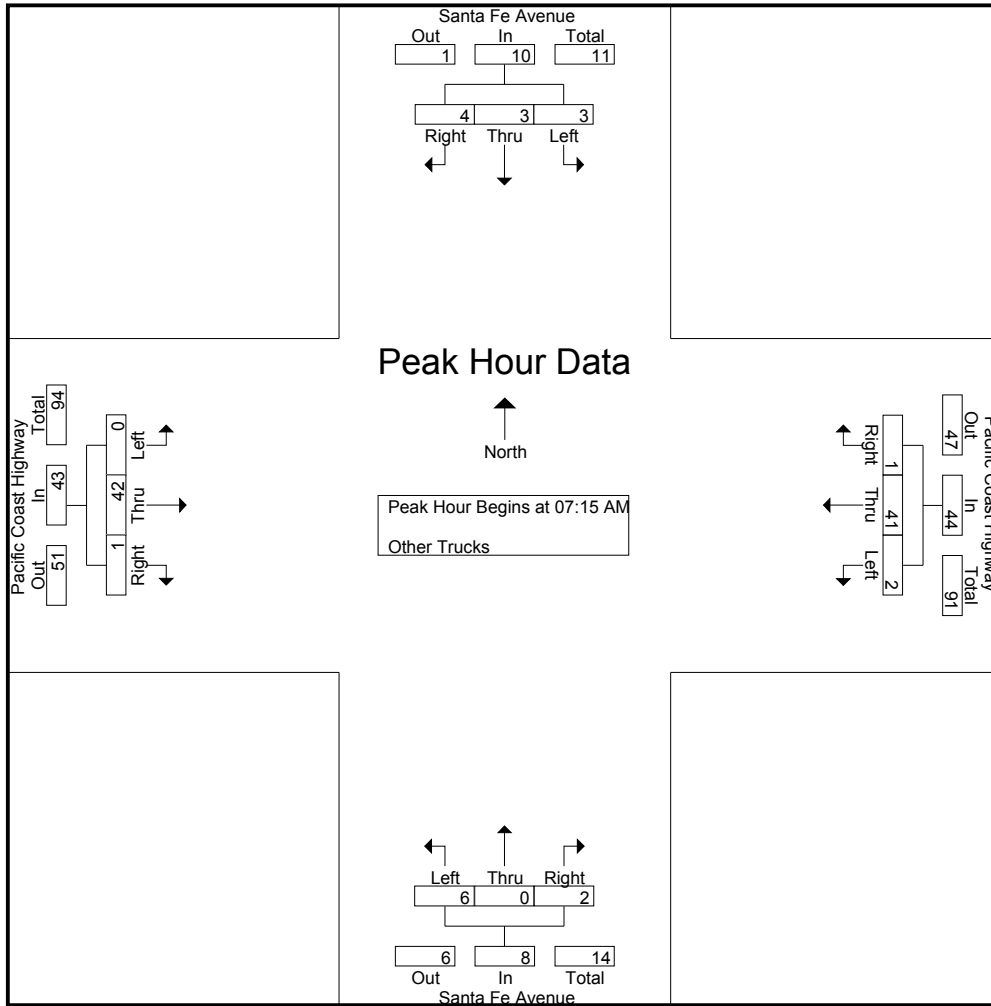 Santa Fe Avenue
Out In Total
1 10 11
4 3 3
Right Thru Left
Peak Hour Data
North
Peak Hour Begins at 07:15 AM
Other Trucks
Pacific Coast Highway
Out In Total
51 43 94
Left Thru Right
0 42 1
Pacific Coast Highway
Out In Total
47 44 91
Right Thru Left
1 41 2
Left Thru Right
6 0 2
6 8 14
Out In Total
Santa Fe Avenue